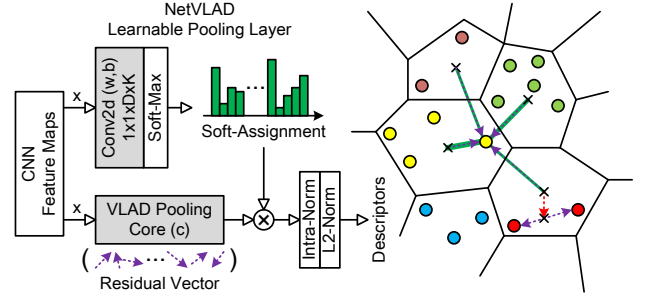 NetVLAD
Learnable Pooling Layer
CNN
Feature Maps
x
Conv2d (w,b)
1x1xDxK
Soft-Max
...
Soft-Assignment
x
VLAD Pooling
Core (c)
( ... )
Residual Vector
Intra-Norm
L2-Norm
Descriptors